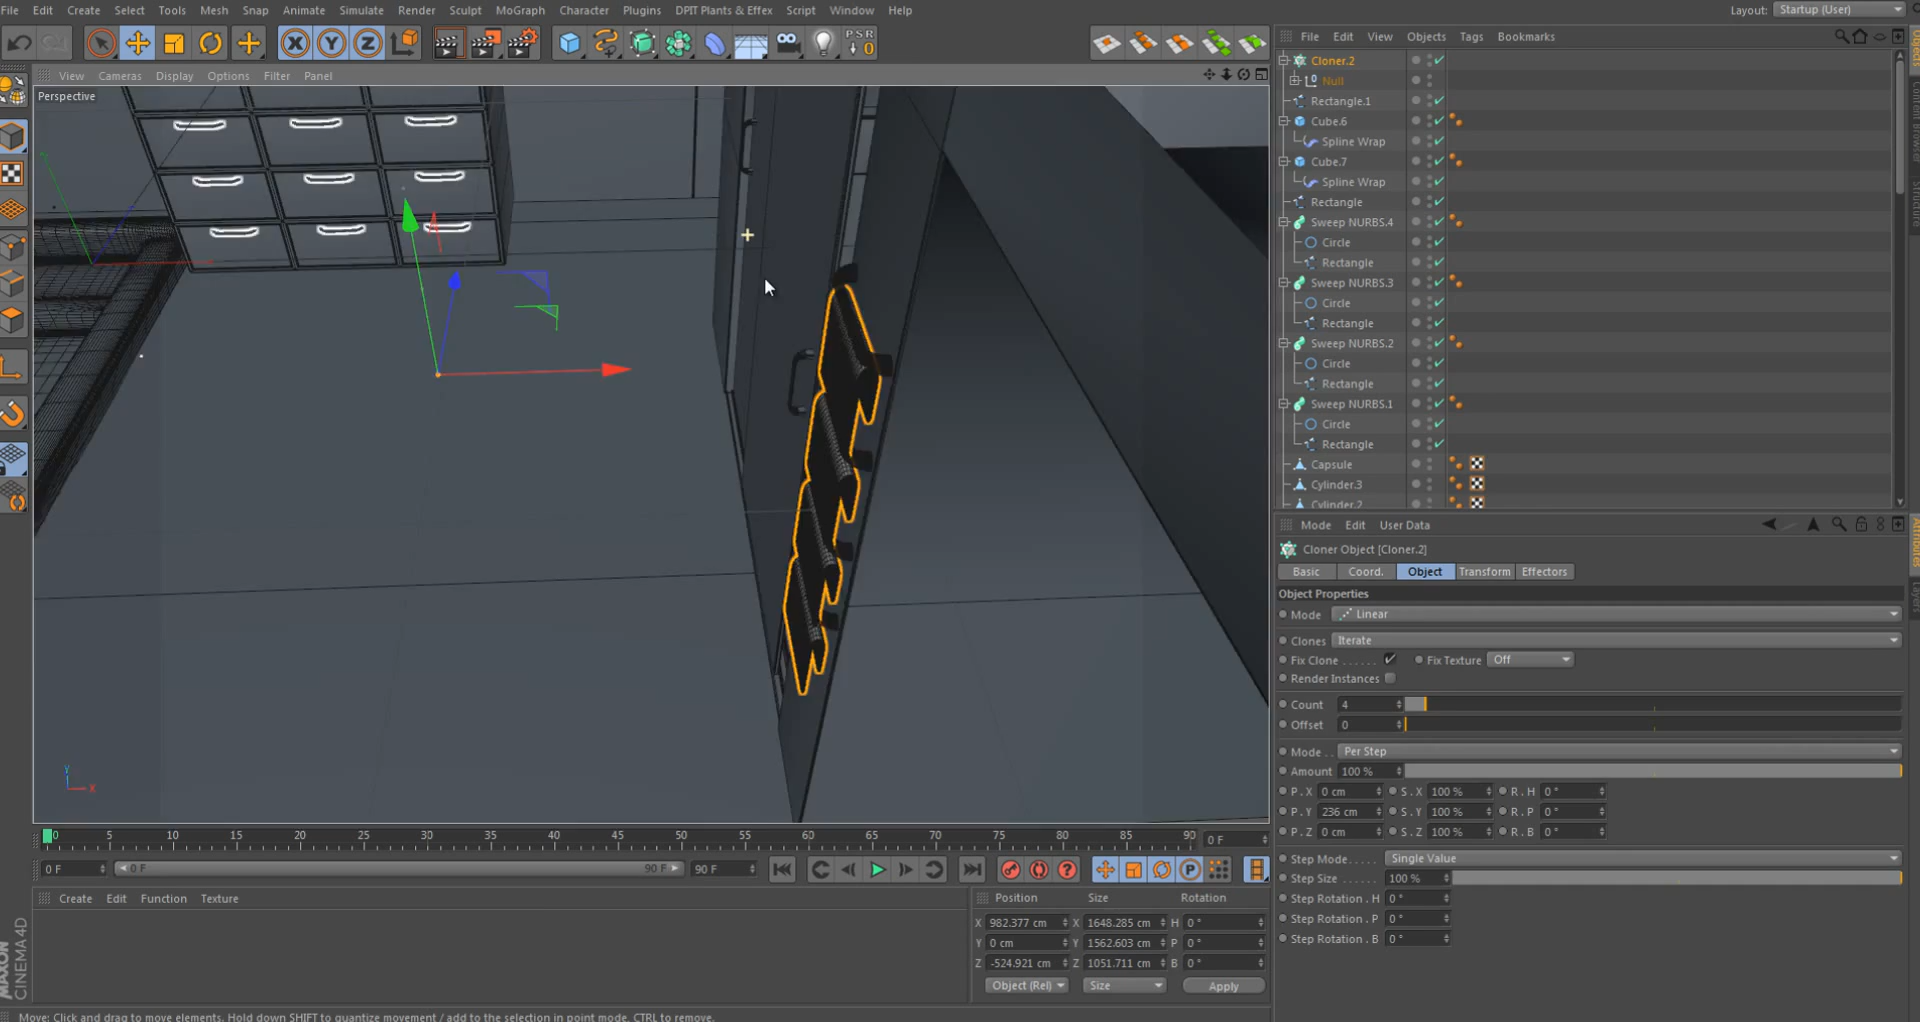 File Edit Create Select Tools Mesh Snap Animate Simulate Render Sculpt MoGraph Character Plugins DPIT Plants & Effex Script Window Help
Layout: Startup (User)
X Y Z
PSR
0
File Edit View Objects Tags Bookmarks
View Cameras Display Options Filter Panel
Perspective
Cloner.2
Null
Rectangle.1
Cube.6
Spline Wrap
Cube.7
Spline Wrap
Rectangle
Sweep NURBS.4
Circle
Rectangle
Sweep NURBS.3
Circle
Rectangle
Sweep NURBS.2
Circle
Rectangle
Sweep NURBS.1
Circle
Rectangle
Capsule
Cylinder.3
Cylinder.2
Objects
Content Browser
Structure
Attributes
Layers
Mode Edit User Data
Cloner Object [Cloner.2]
Basic Coord. Object Transform Effectors
Object Properties
Mode Linear
Clones Iterate
Fix Clone ...... Fix Texture Off
Render Instances
Count 4
Offset 0
Mode .. Per Step
Amount 100 %
P . X 0 cm S . X 100 % R . H 0 °
P . Y 236 cm S . Y 100 % R . P 0 °
P . Z 0 cm S . Z 100 % R . B 0 °
Step Mode..... Single Value
Step Size ...... 100 %
Step Rotation . H 0 °
Step Rotation . P 0 °
Step Rotation . B 0 °
Y
X
0 5 10 15 20 25 30 35 40 45 50 55 60 65 70 75 80 85 90 0 F
0 F 0 F 90 F 90 F
Create Edit Function Texture
Position Size Rotation
X 982.377 cm X 1648.285 cm H 0 °
Y 0 cm Y 1562.603 cm P 0 °
Z -524.921 cm Z 1051.711 cm B 0 °
Object (Rel) Size Apply
MAXON
CINEMA 4D
Move: Click and drag to move elements. Hold down SHIFT to quantize movement / add to the selection in point mode, CTRL to remove.